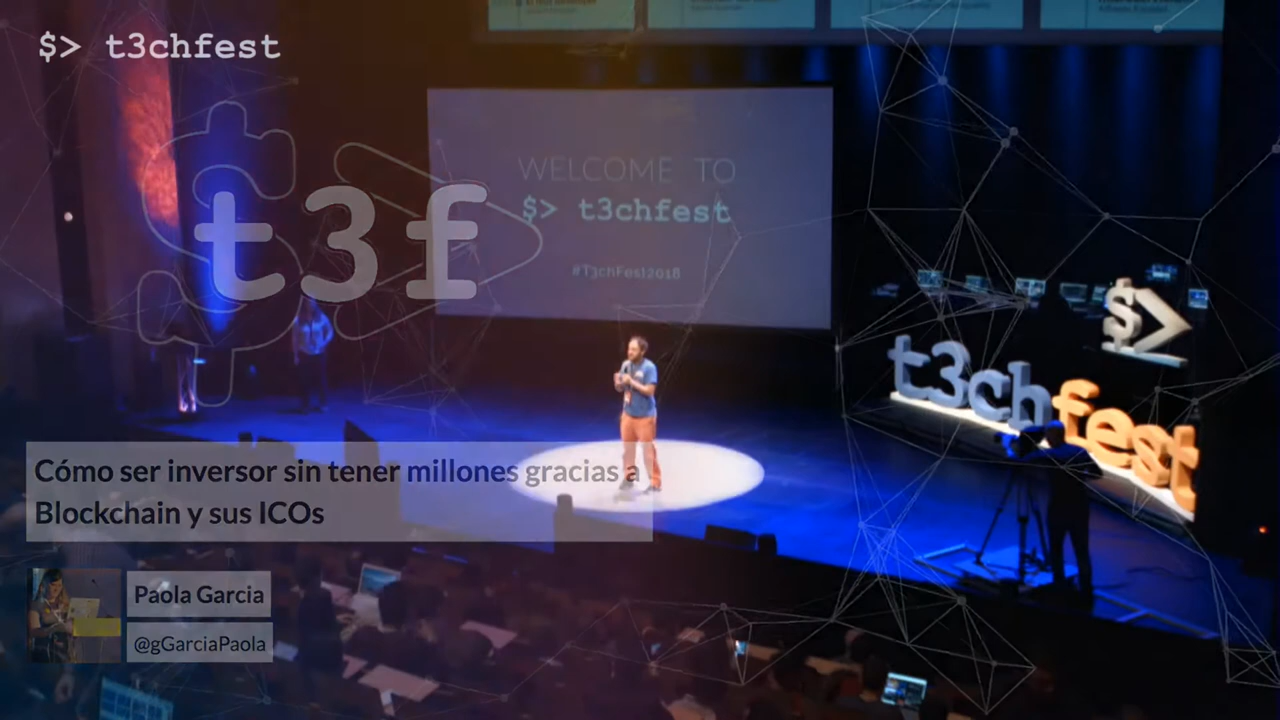 $> t3chfest
WELCOME TO
$> t3chfest
#T3chFest2018
t3f
$>
t3chfest
Cómo ser inversor sin tener millones gracias a
Blockchain y sus ICOs
Paola Garcia
@gGarciaPaola